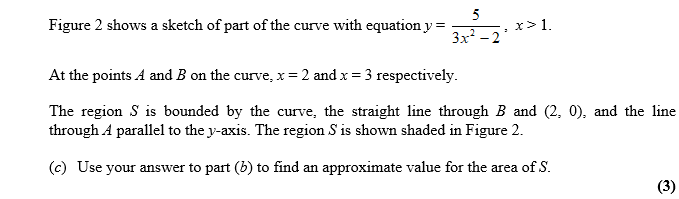 Figure 2 shows a sketch of part of the curve with equation y = 5 / (3x² – 2), x > 1.
At the points A and B on the curve, x = 2 and x = 3 respectively.
The region S is bounded by the curve, the straight line through B and (2, 0), and the line
through A parallel to the y-axis. The region S is shown shaded in Figure 2.
(c) Use your answer to part (b) to find an approximate value for the area of S.
(3)